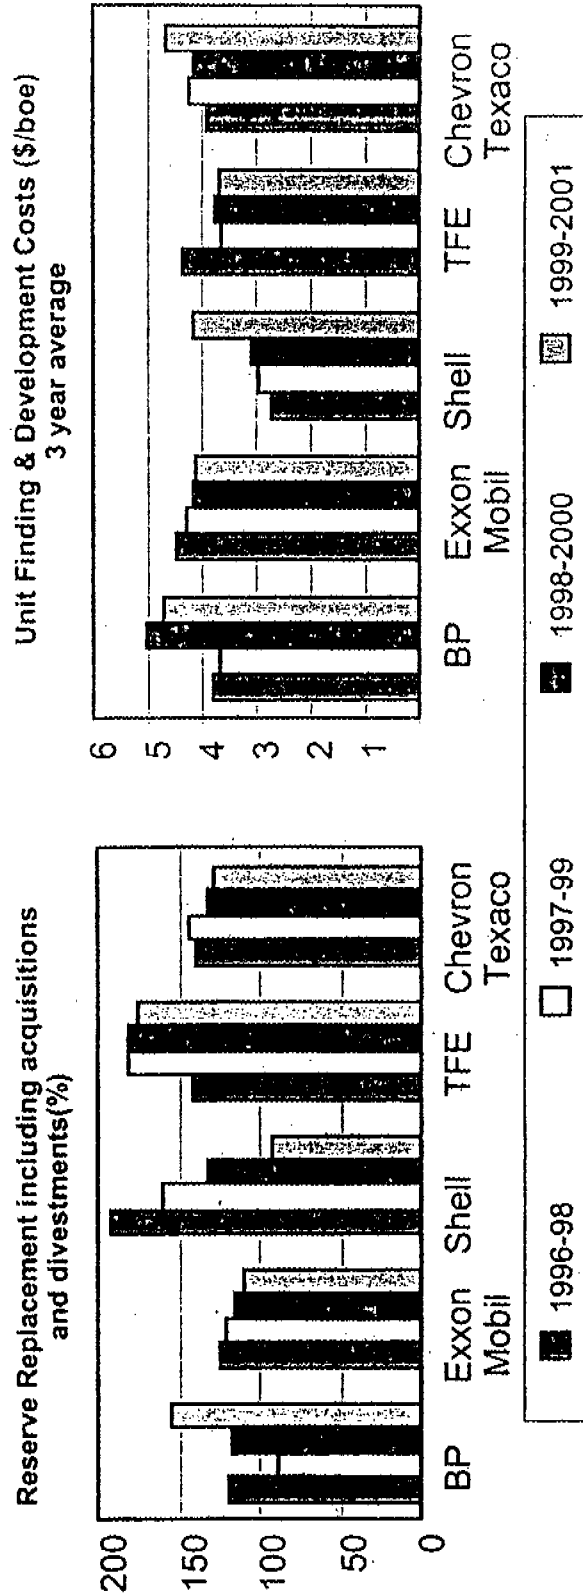 Reserve Replacement including acquisitions
and divestments(%)
200
150
100
50
0
BP
Exxon
Mobil
Shell
TFE
Chevron
Texaco
Unit Finding & Development Costs ($/boe)
3 year average
6
5
4
3
2
1
BP
Exxon
Mobil
Shell
TFE
Chevron
Texaco
1996-98
1997-99
1998-2000
1999-2001